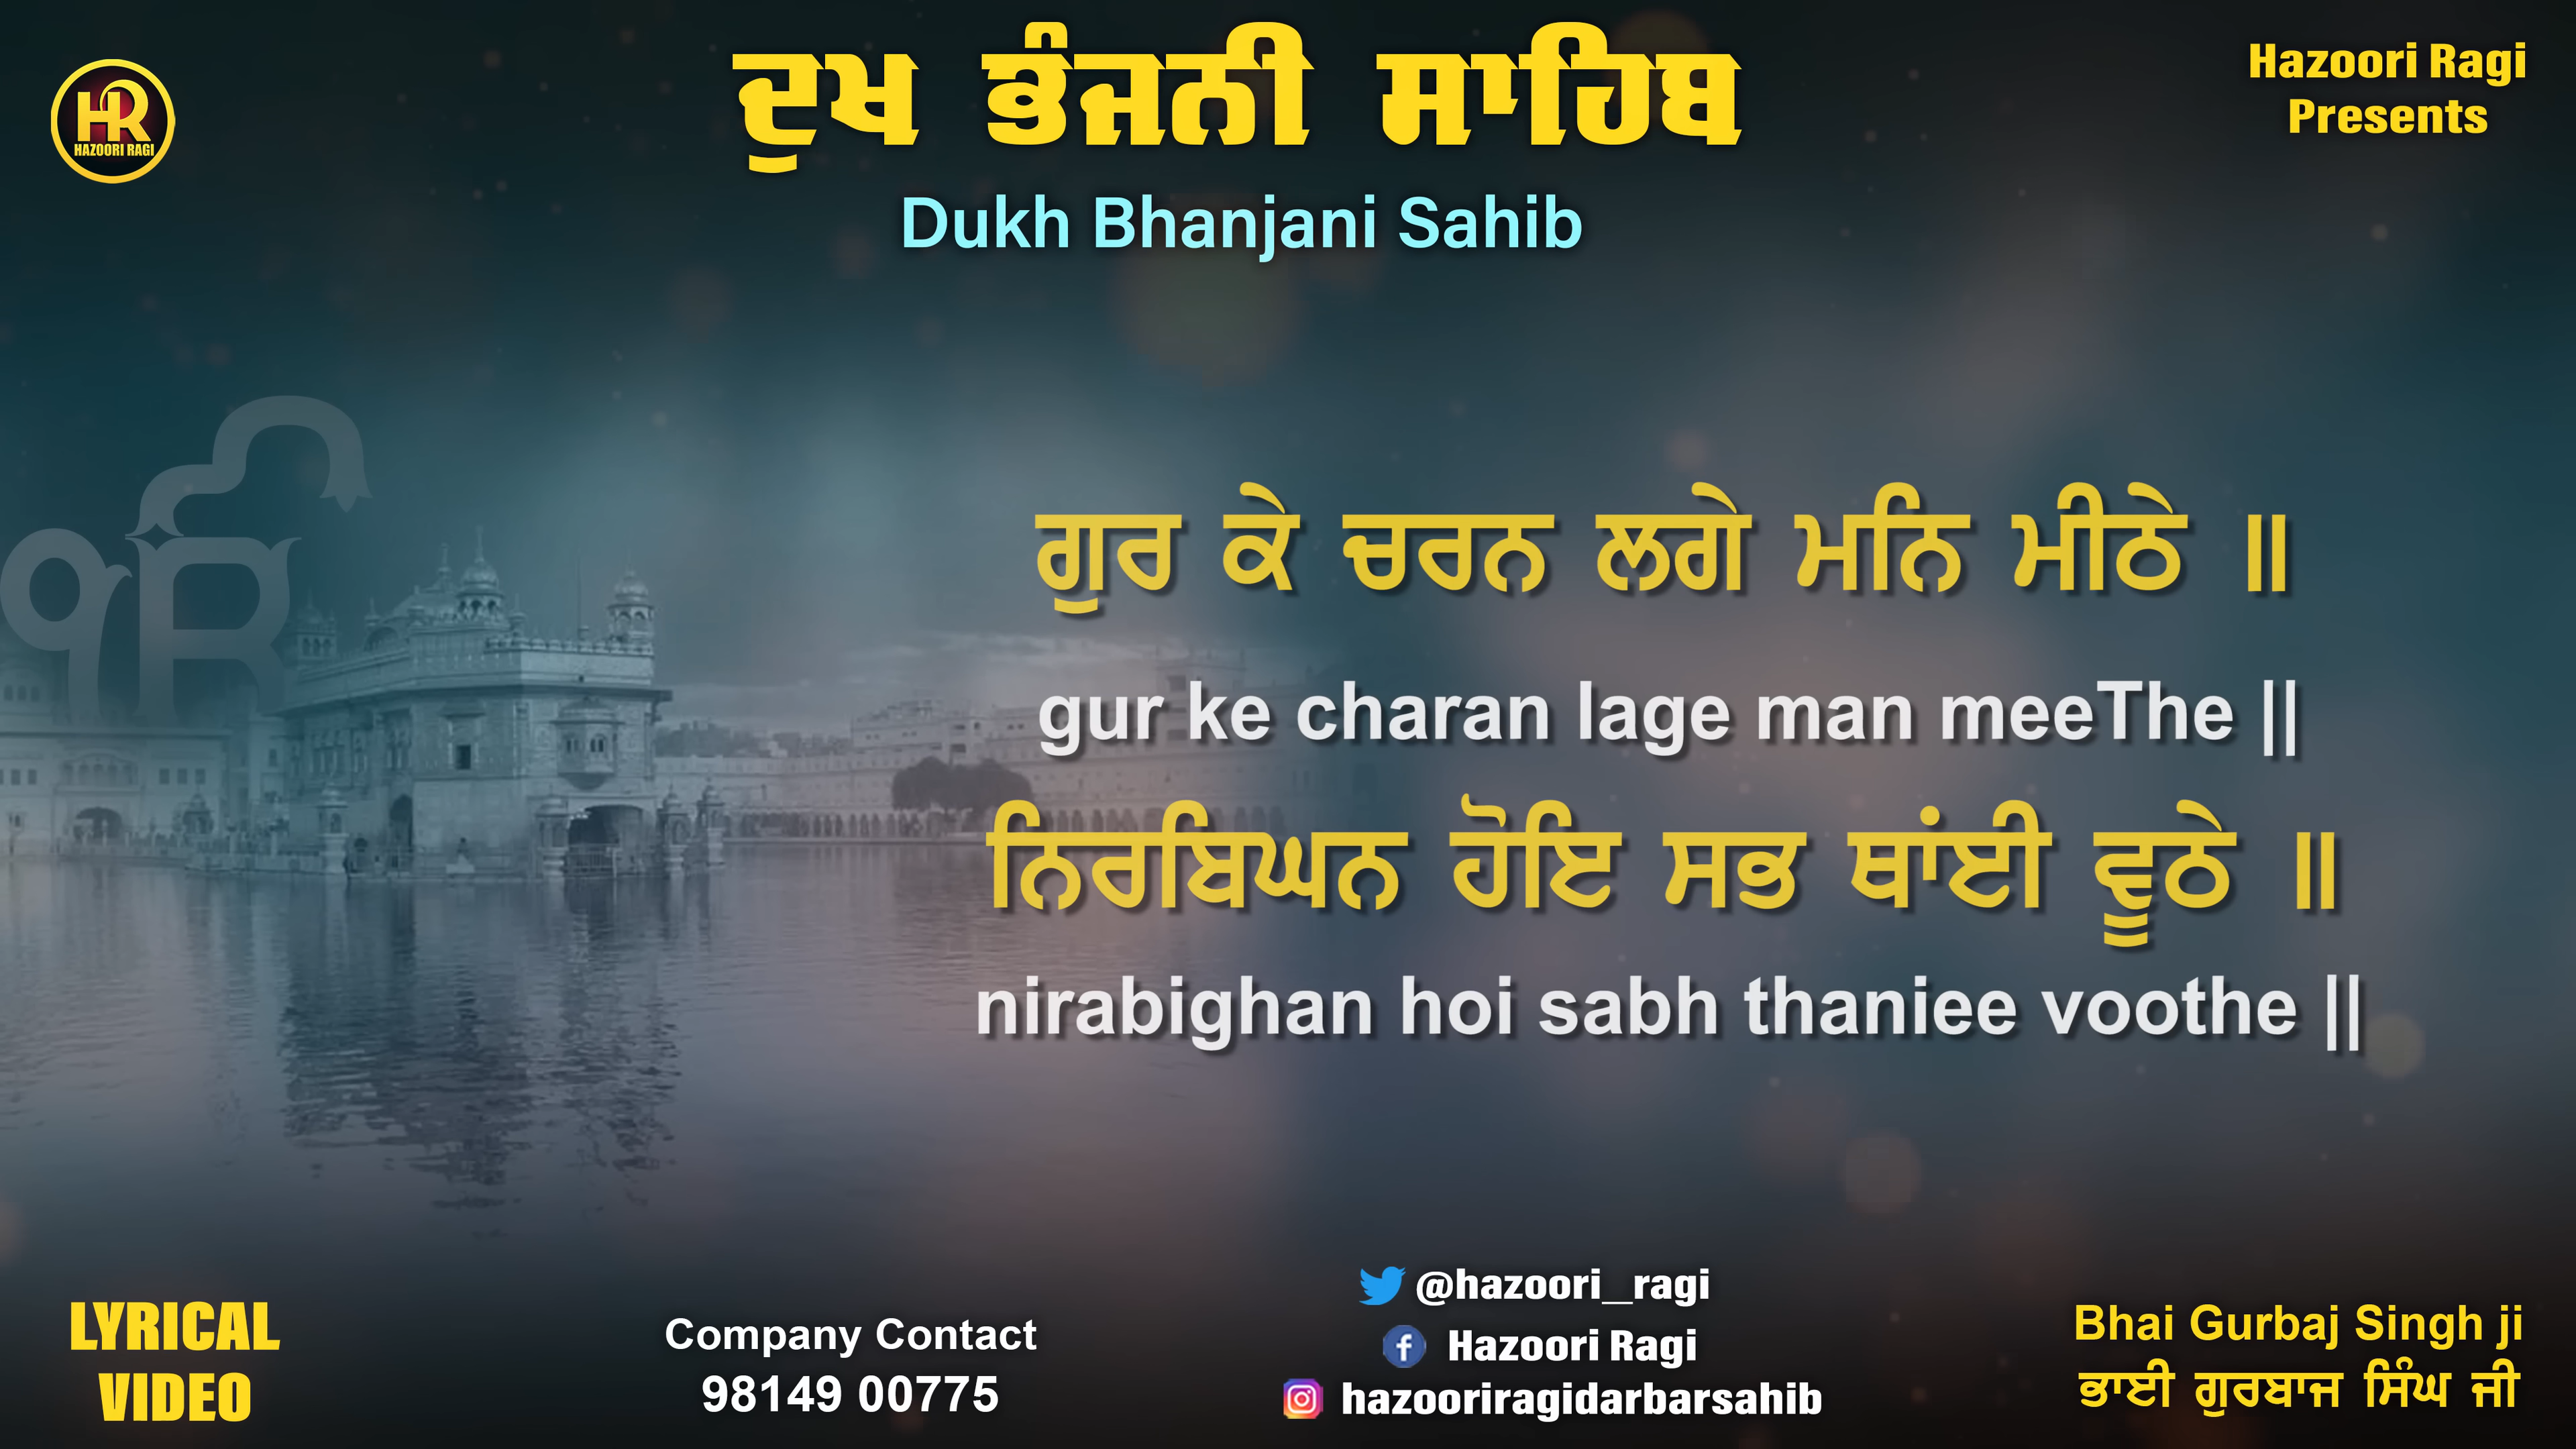 HR
HAZOORI RAGI
ਦੁਖ ਭੰਜਨੀ ਸਾਹਿਬ
Dukh Bhanjani Sahib
Hazoori Ragi
Presents
ੴ
ਗੁਰ ਕੇ ਚਰਨ ਲਗੇ ਮਨਿ ਮੀਠੇ ॥
gur ke charan lage man meeThe ||
ਨਿਰਬਿਘਨ ਹੋਇ ਸਭ ਥਾਂਈ ਵੂਠੇ ॥
nirabighan hoi sabh thaniee voothe ||
LYRICAL
VIDEO
Company Contact
98149 00775
@hazoori_ragi
Hazoori Ragi
hazooriragidarbarsahib
Bhai Gurbaj Singh ji
ਭਾਈ ਗੁਰਬਾਜ ਸਿੰਘ ਜੀ